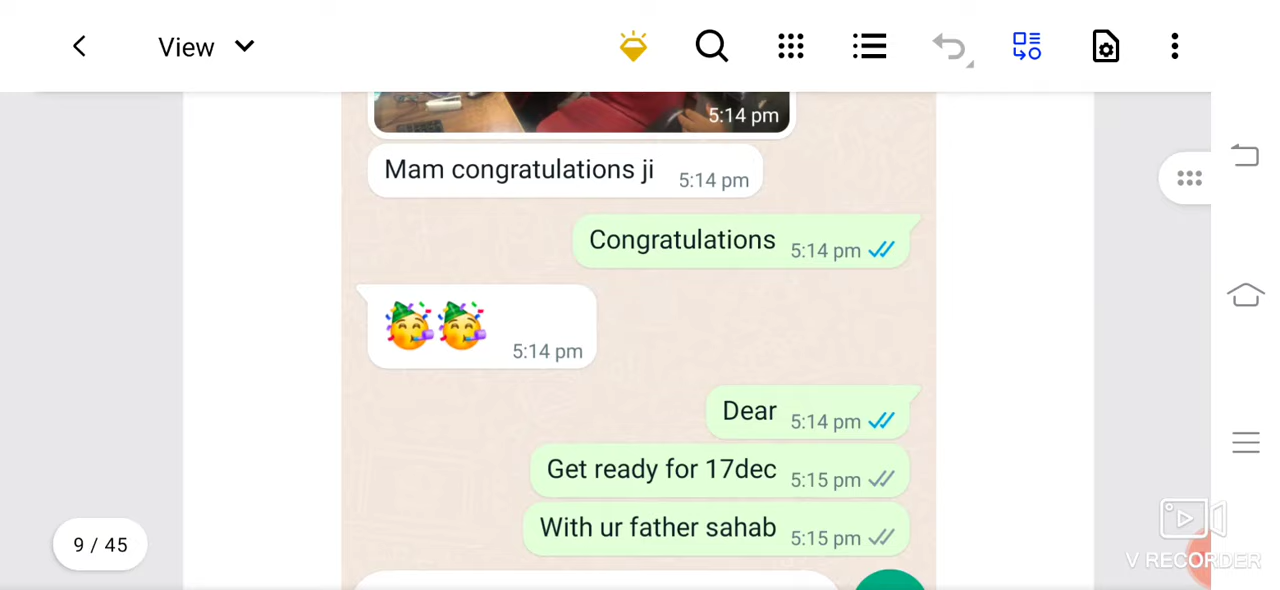 View
5:14 pm
Mam congratulations ji 5:14 pm
Congratulations 5:14 pm
5:14 pm
Dear 5:14 pm
Get ready for 17dec 5:15 pm
With ur father sahab 5:15 pm
9 / 45
V RECORDER